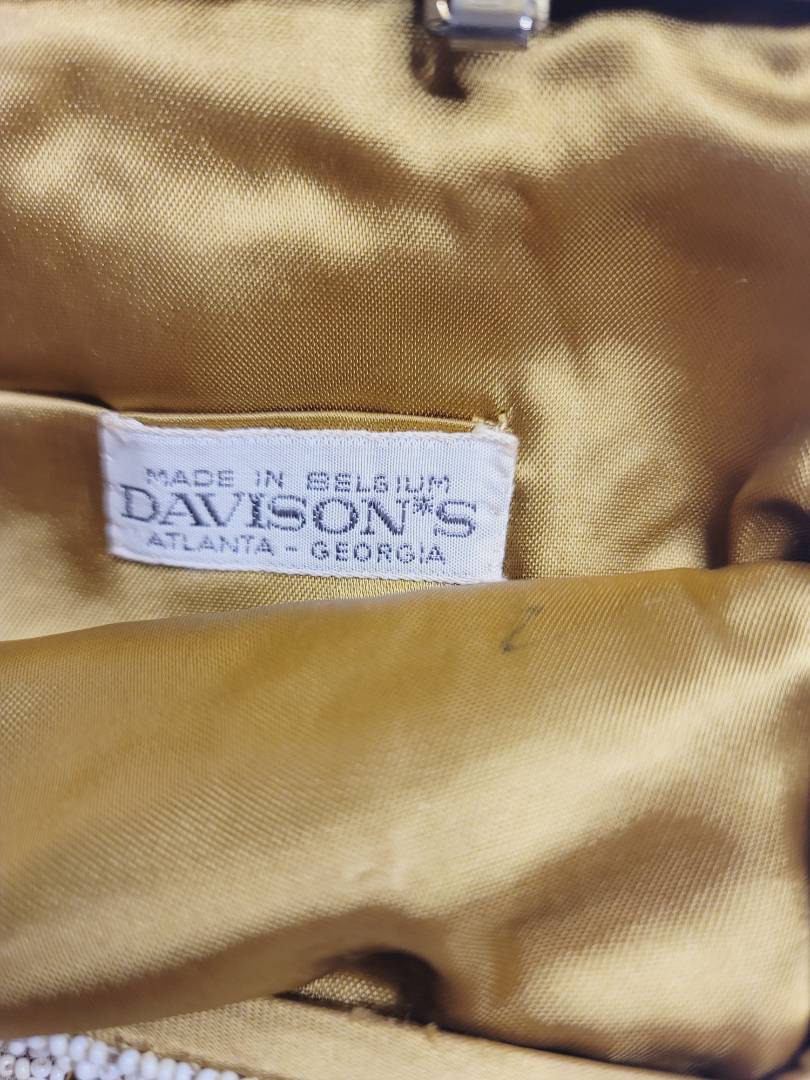 MADE IN BELGIUM
DAVISON*S
ATLANTA - GEORGIA